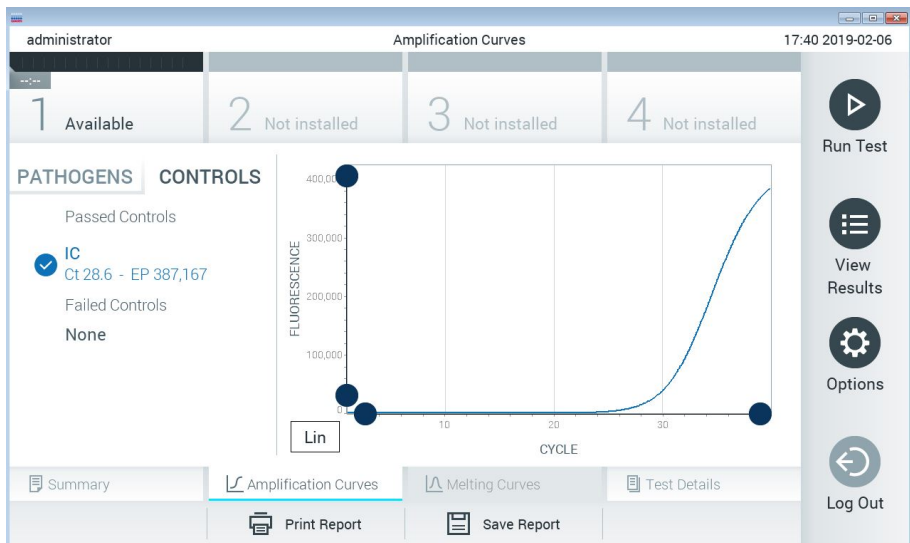 administrator
Amplification Curves
17:40 2019-02-06
--:--
1 Available
2 Not installed
3 Not installed
4 Not installed
Run Test
View
Results
Options
Log Out
PATHOGENS CONTROLS
Passed Controls
IC
Ct 28.6 - EP 387,167
Failed Controls
None
FLUORESCENCE
300,000
200,000
100,000
0
10 20 30
CYCLE
Lin
Summary
Amplification Curves
Melting Curves
Test Details
Print Report
Save Report